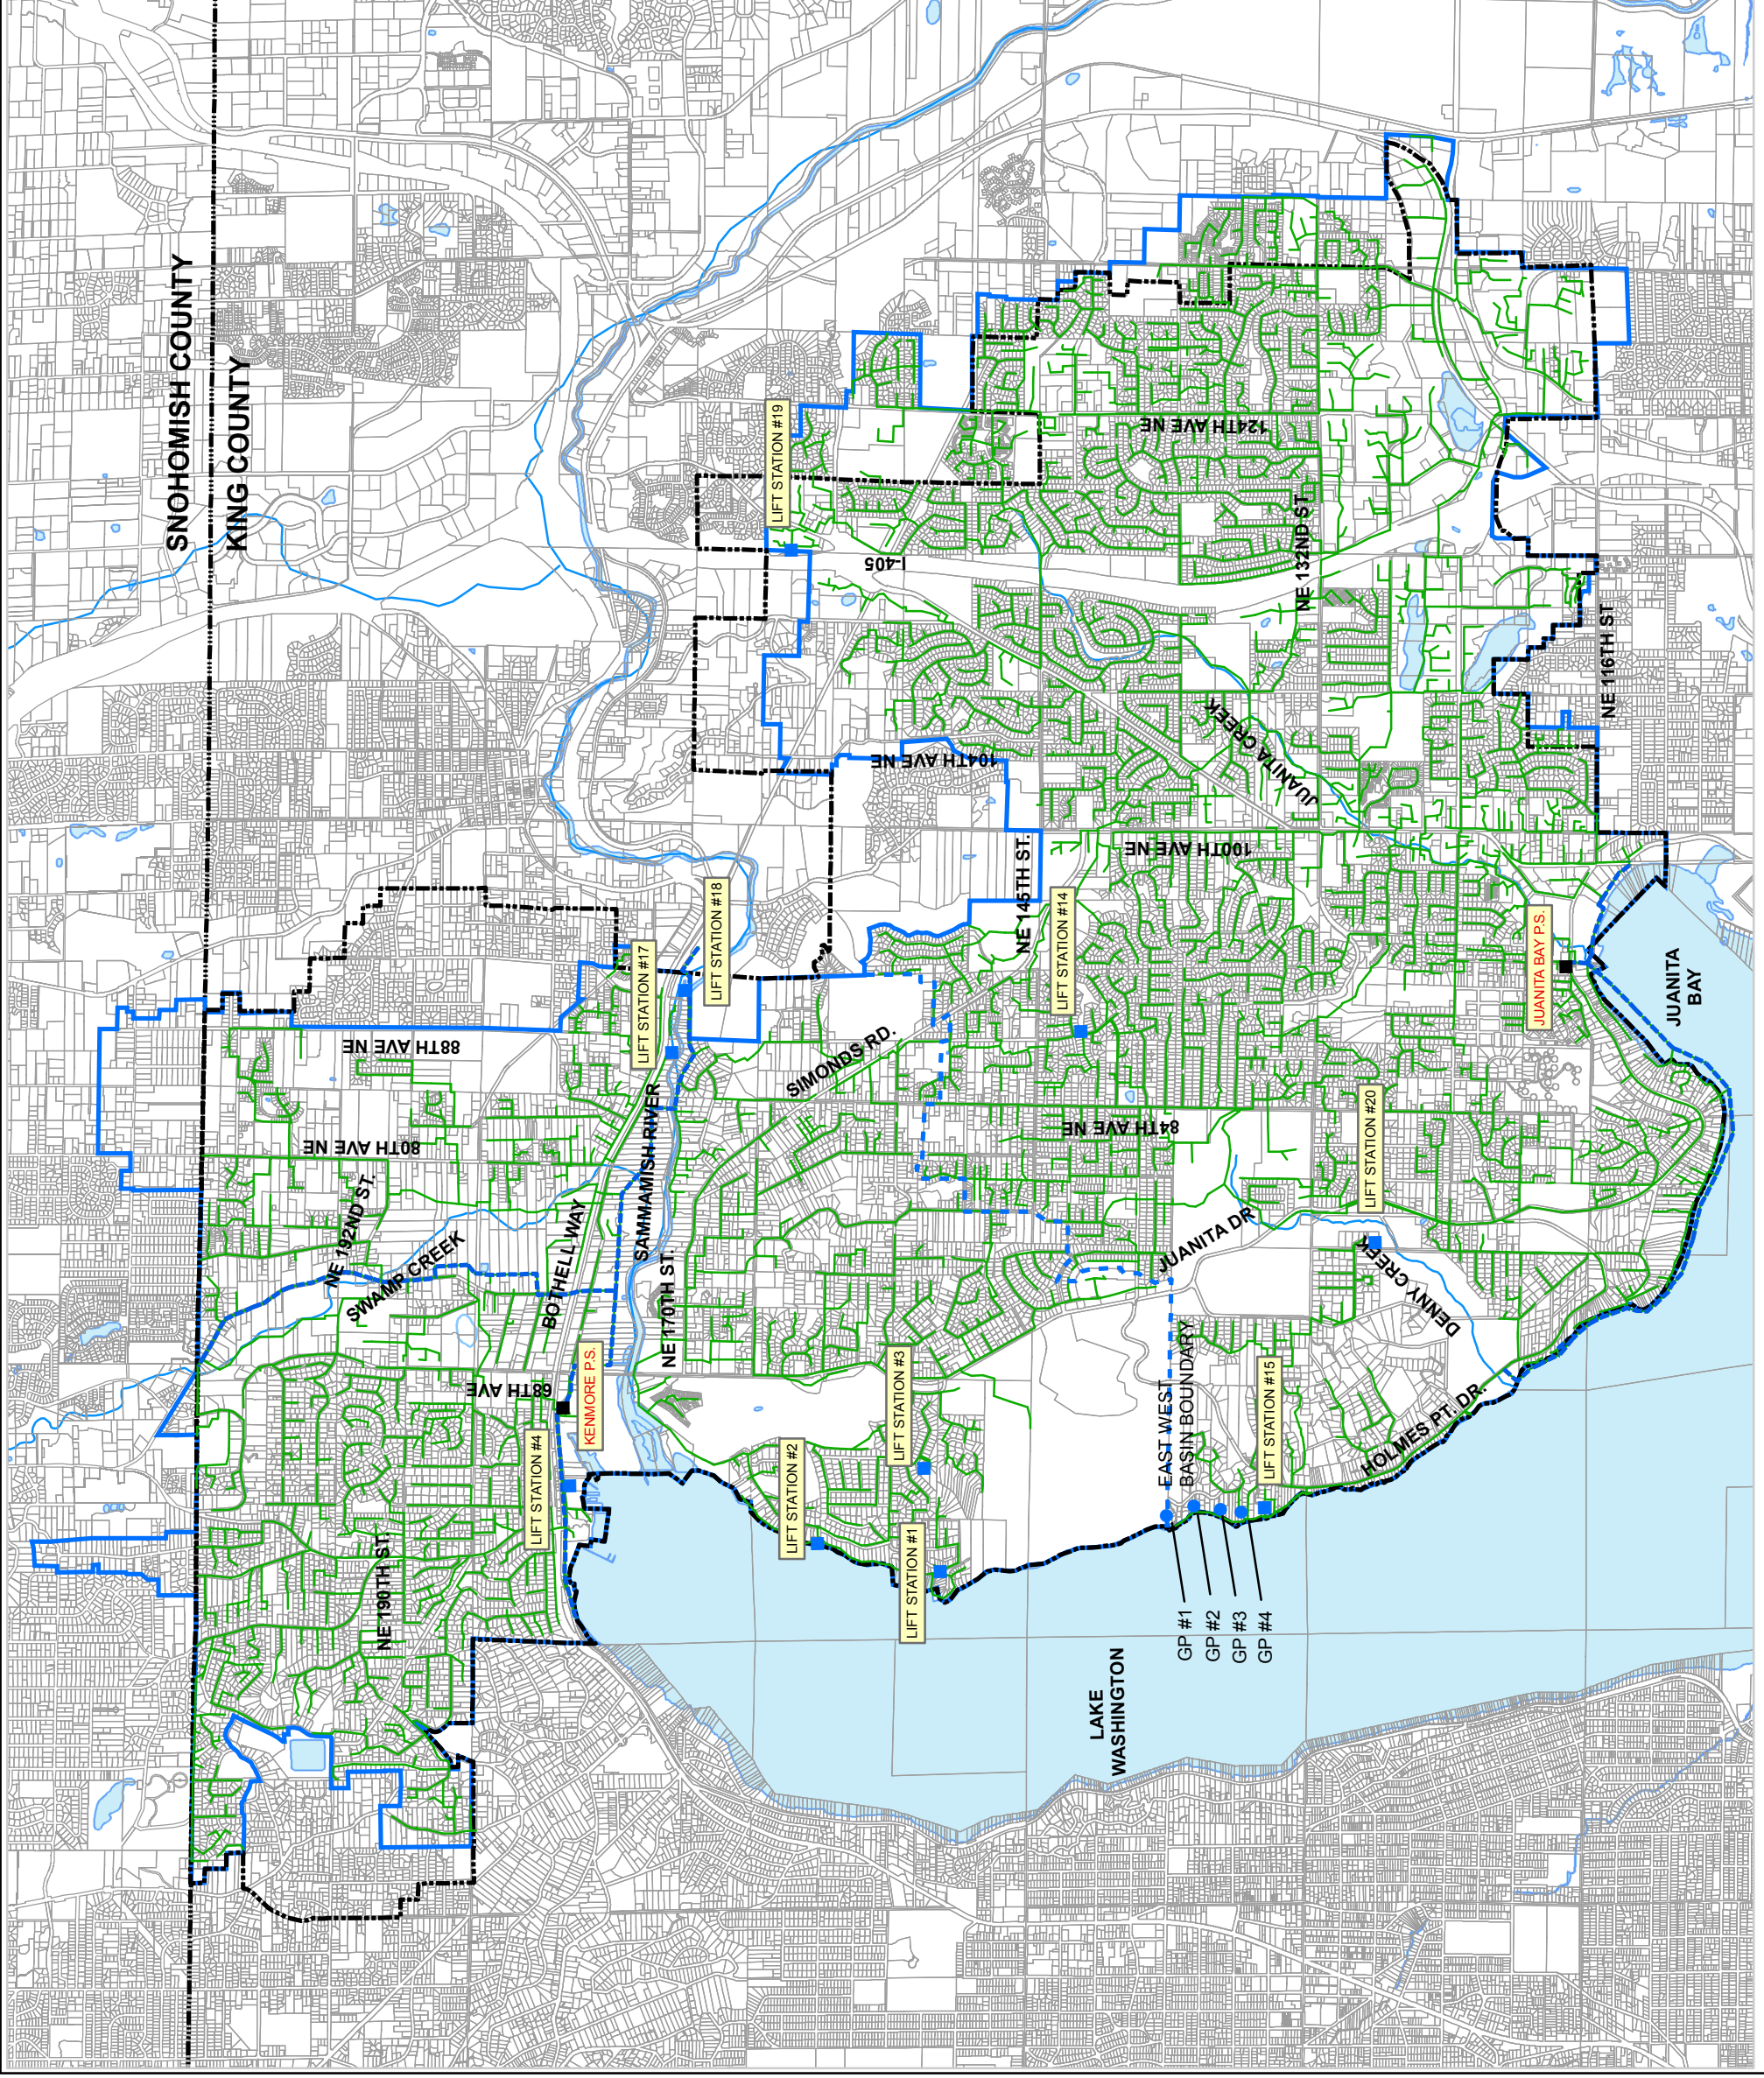 SNOHOMISH COUNTY
KING COUNTY
LIFT STATION #19
I-405
124TH AVE NE
NE 132ND ST
NE 116TH ST
104TH AVE NE
JUANITA CREEK
100TH AVE NE
NE 145TH ST.
LIFT STATION #18
LIFT STATION #17
LIFT STATION #14
JUANITA BAY P.S.
JUANITA
BAY
88TH AVE NE
80TH AVE NE
SIMONDS RD.
84TH AVE NE
LIFT STATION #20
SAMMAMISH RIVER
NE 192ND ST.
SWAMP CREEK
BOTHELL WAY
NE 170TH ST.
JUANITA DR
DENNY CREEK
EAST WEST
BASIN BOUNDARY
68TH AVE
KENMORE P.S.
LIFT STATION #4
LIFT STATION #3
LIFT STATION #2
LIFT STATION #1
LIFT STATION #15
HOLMES PT. DR.
NE 190TH ST.
GP #1
GP #2
GP #3
GP #4
LAKE
WASHINGTON